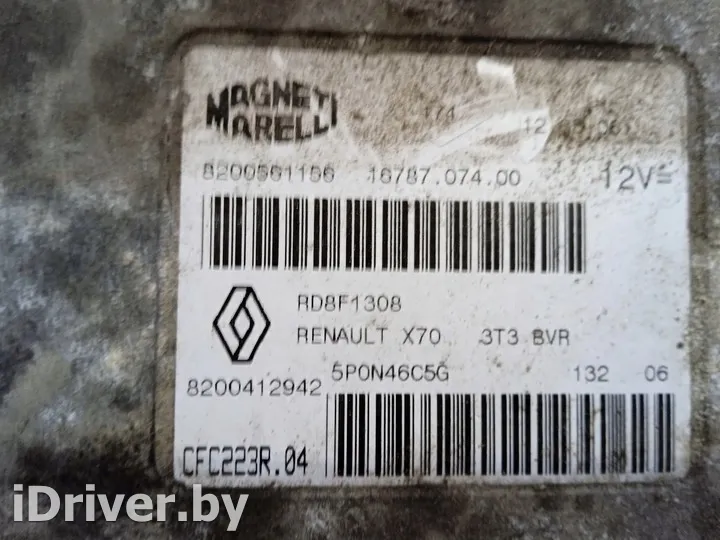 MAGNETI
MARELLI
8200561156 16787.074.00 12V
RD8F1308
RENAULT X70 3T3 BVR
5P0N46C5G 132 06
8200412942
CFC223R.04
iDriver.by